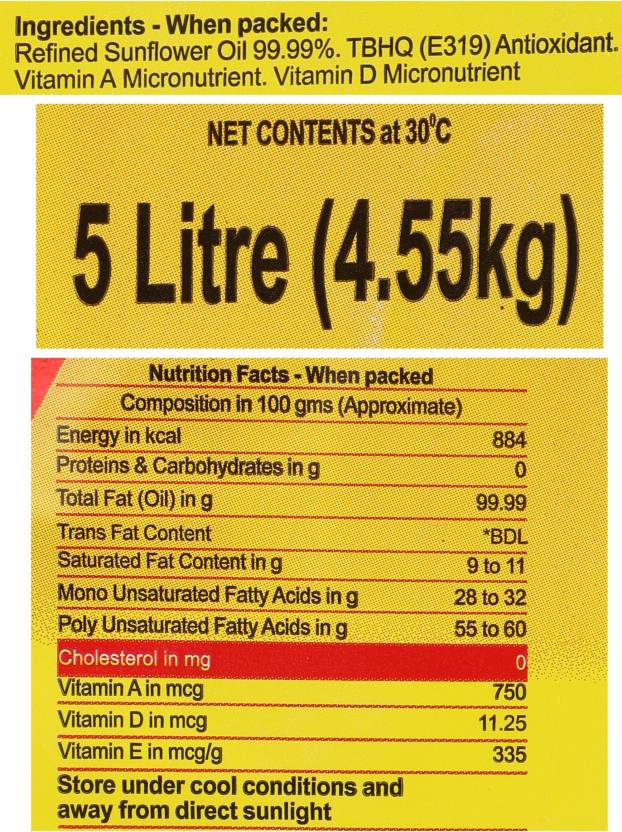 Ingredients - When packed:
Refined Sunflower Oil 99.99%. TBHQ (E319) Antioxidant.
Vitamin A Micronutrient. Vitamin D Micronutrient
NET CONTENTS at 30⁰C
5 Litre (4.55kg)
Nutrition Facts - When packed
Composition in 100 gms (Approximate)
Energy in kcal 884
Proteins & Carbohydrates in g 0
Total Fat (Oil) in g 99.99
Trans Fat Content *BDL
Saturated Fat Content in g 9 to 11
Mono Unsaturated Fatty Acids in g 28 to 32
Poly Unsaturated Fatty Acids in g 55 to 60
Cholesterol in mg 0
Vitamin A in mcg 750
Vitamin D in mcg 11.25
Vitamin E in mcg/g 335
Store under cool conditions and
away from direct sunlight